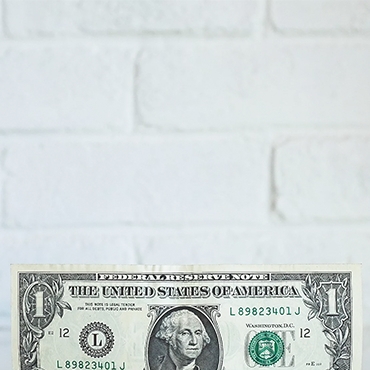 FEDERAL RESERVE NOTE
THE UNITED STATES OF AMERICA
1
1
THIS NOTE IS LEGAL TENDER
FOR ALL DEBTS, PUBLIC AND PRIVATE
L 89823401 J
WASHINGTON, D.C.
12
12
L
L 89823401 J